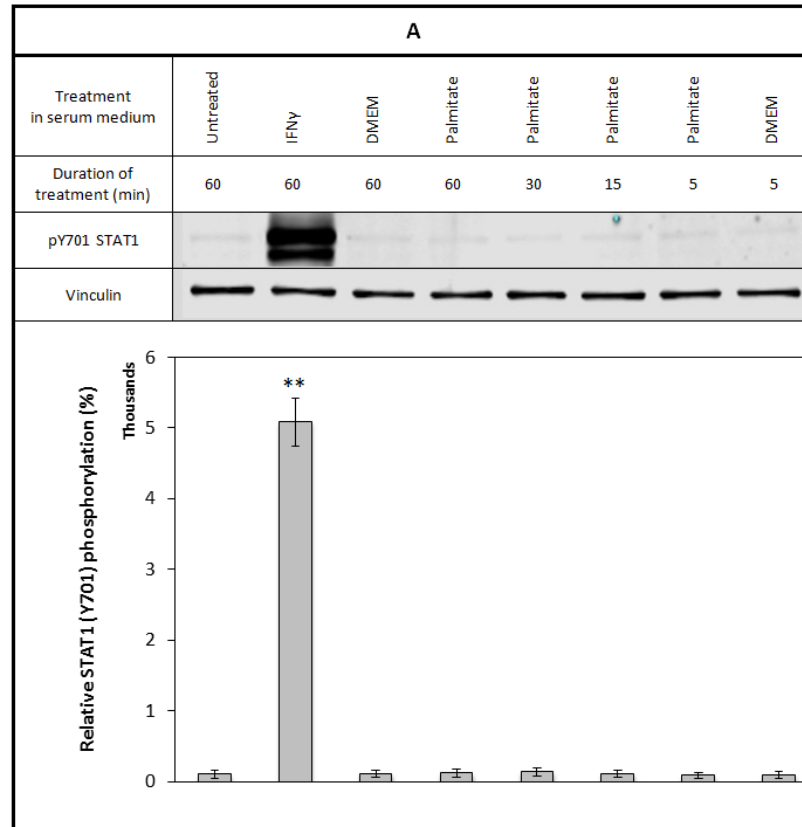 A
Treatment
in serum medium
Untreated
IFNγ
DMEM
Palmitate
Palmitate
Palmitate
Palmitate
DMEM
Duration of
treatment (min)
60
60
60
60
30
15
5
5
pY701 STAT1
Vinculin
Relative STAT1 (Y701) phosphorylation (%)
Thousands
6
5
4
3
2
1
0
**